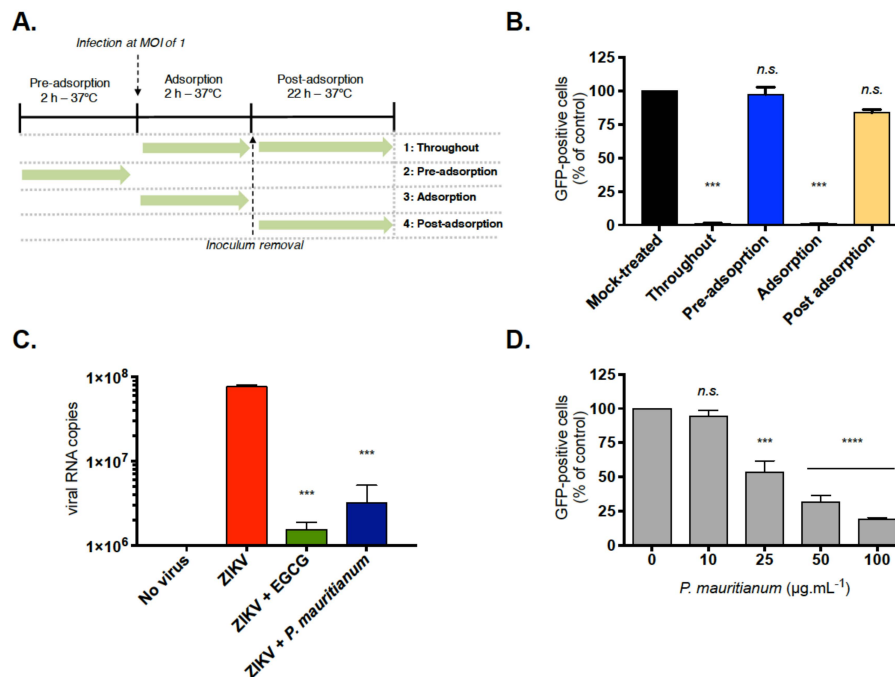 A.
Infection at MOI of 1
Pre-adsorption
2 h – 37°C
Adsorption
2 h – 37°C
Post-adsorption
22 h – 37°C
1: Throughout
2: Pre-adsorption
3: Adsorption
4: Post-adsorption
Inoculum removal
B.
GFP-positive cells
(% of control)
125
100
75
50
25
0
***
n.s.
***
n.s.
Mock-treated
Throughout
Pre-adsoprtion
Adsorption
Post adsorption
C.
viral RNA copies
1×10⁸
1×10⁷
1×10⁶
***
***
No virus
ZIKV
ZIKV + EGCG
ZIKV + P. mauritianum
D.
GFP-positive cells
(% of control)
125
100
75
50
25
0
n.s.
***
****
0 10 25 50 100
P. mauritianum (µg.mL⁻¹)